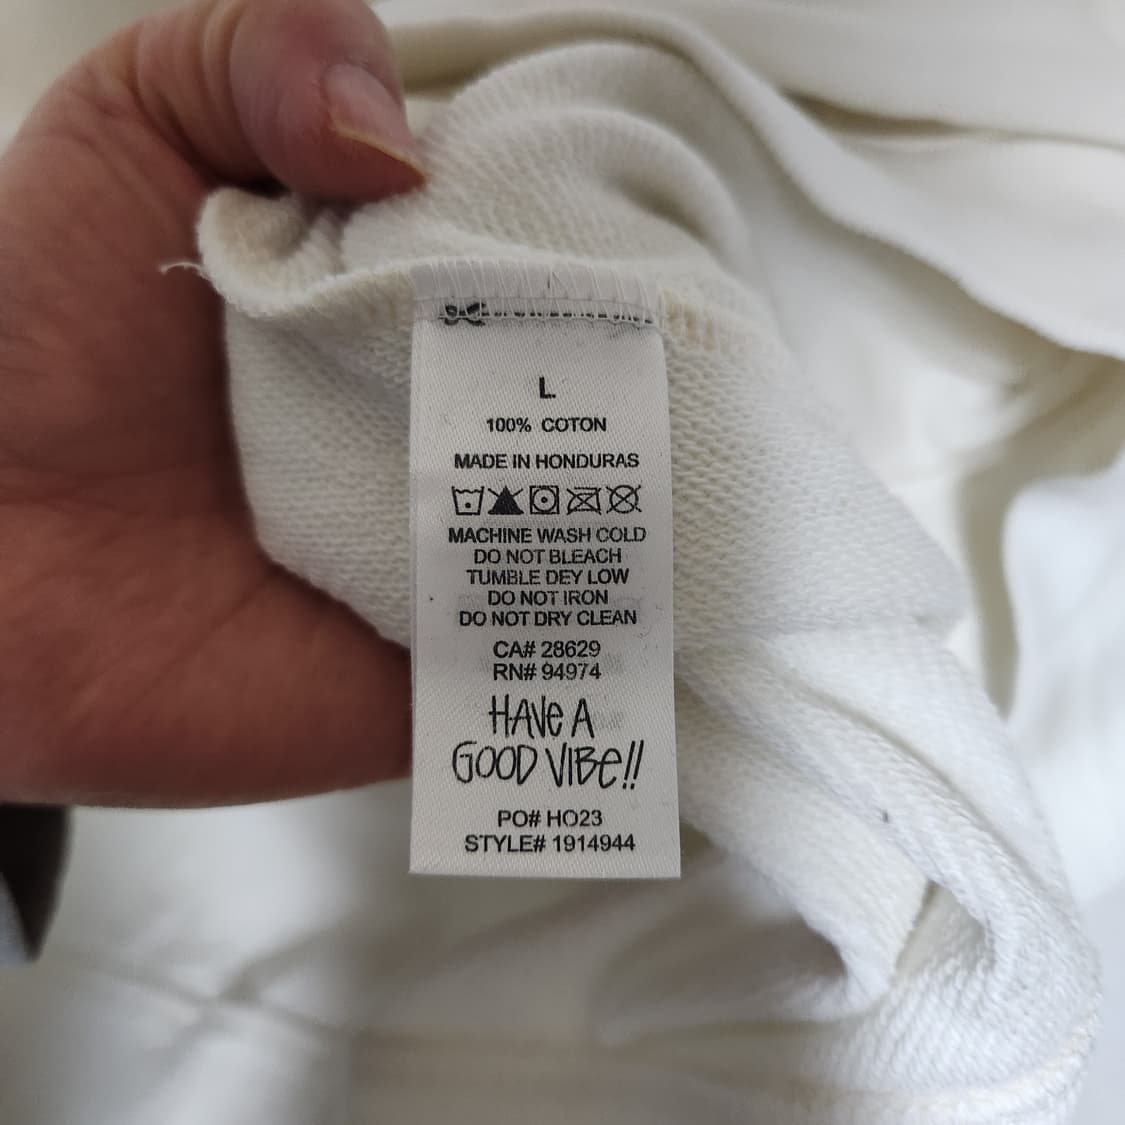 L
100% COTON
MADE IN HONDURAS
MACHINE WASH COLD
DO NOT BLEACH
TUMBLE DEY LOW
DO NOT IRON
DO NOT DRY CLEAN
CA# 28629
RN# 94974
HAVe A
GOOD VIBe!!
PO# HO23
STYLE# 1914944